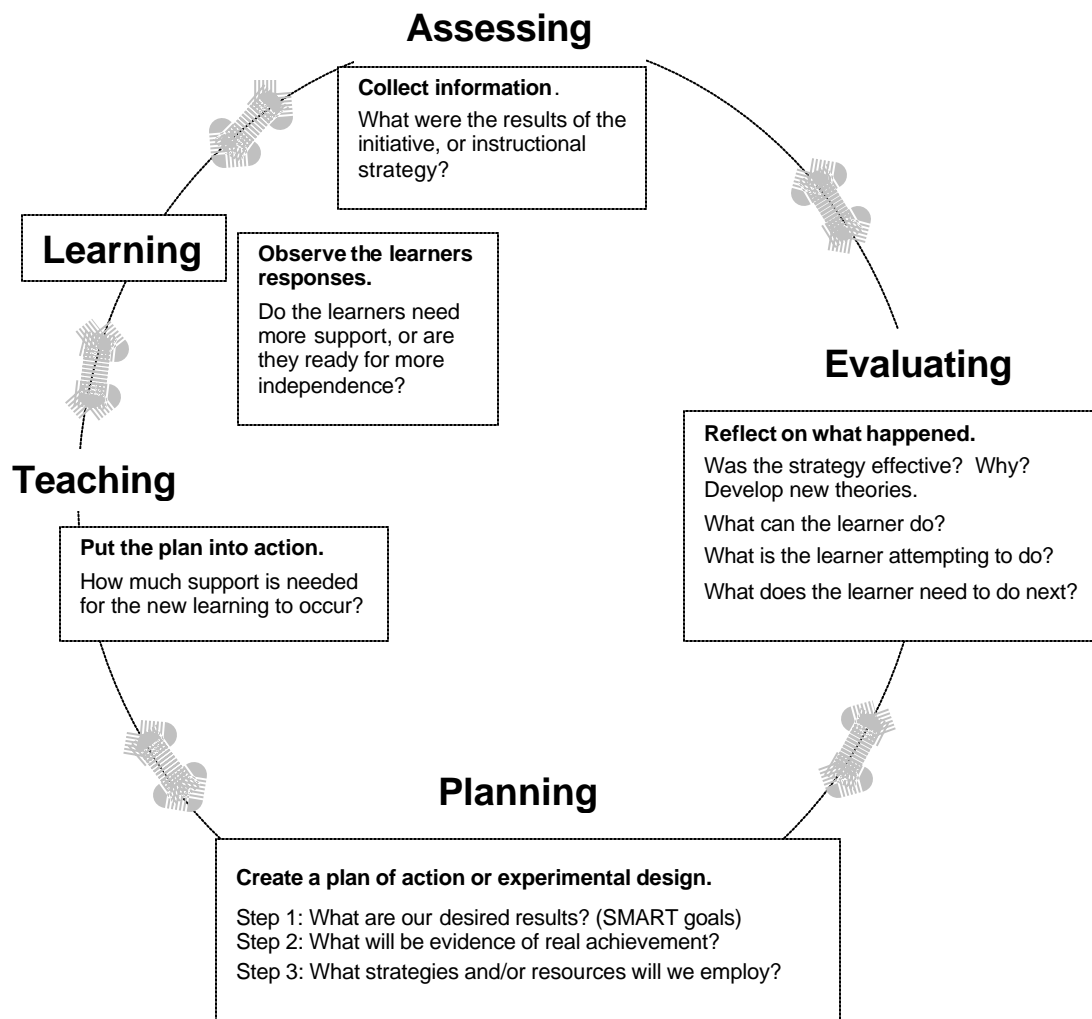 Assessing
Collect information.
What were the results of the
initiative, or instructional
strategy?
Learning
Observe the learners
responses.
Do the learners need
more support, or are
they ready for more
independence?
Evaluating
Reflect on what happened.
Was the strategy effective?  Why?
Develop new theories.
What can the learner do?
What is the learner attempting to do?
What does the learner need to do next?
Teaching
Put the plan into action.
How much support is needed
for the new learning to occur?
Planning
Create a plan of action or experimental design.
Step 1: What are our desired results? (SMART goals)
Step 2: What will be evidence of real achievement?
Step 3: What strategies and/or resources will we employ?